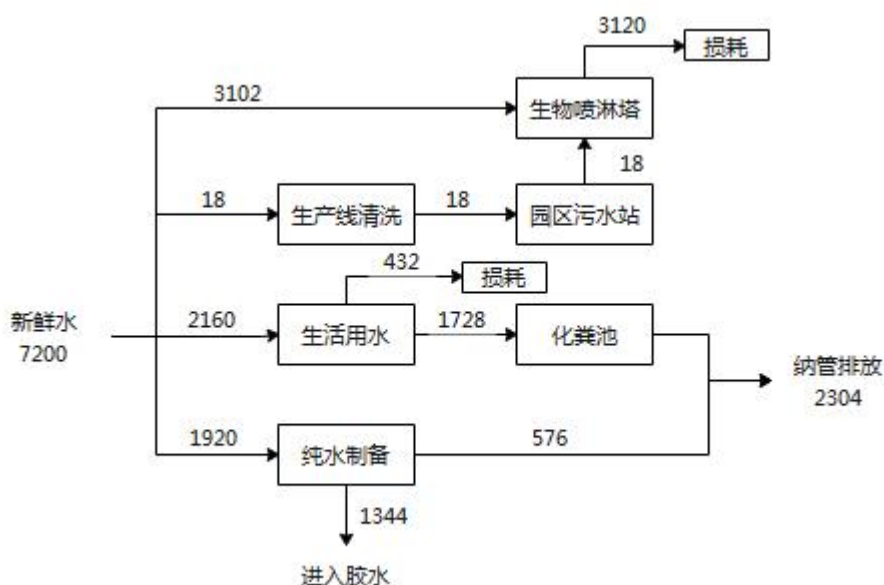 3120
损耗
3102
生物喷淋塔
18
18
生产线清洗
18
园区污水站
432
损耗
新鲜水
7200
2160
生活用水
1728
化粪池
纳管排放
2304
1920
纯水制备
576
1344
进入胶水